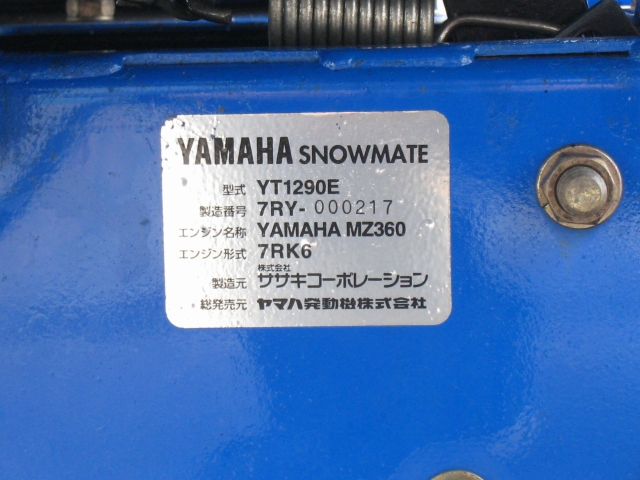 YAMAHA SNOWMATE
型式 YT1290E
製造番号 7RY-000217
エンジン名称 YAMAHA MZ360
エンジン形式 7RK6
株式会社
製造元 ササキコーポレーション
総発売元 ヤマハ発動機株式会社